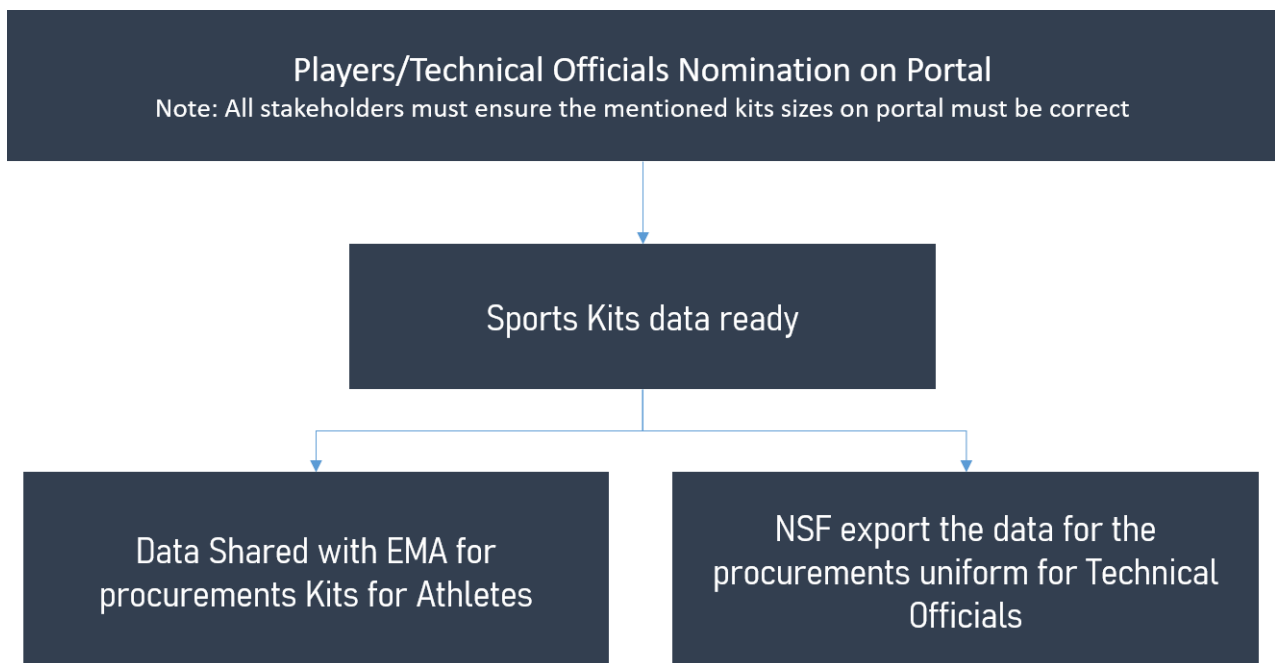 Players/Technical Officials Nomination on Portal
Note: All stakeholders must ensure the mentioned kits sizes on portal must be correct
Sports Kits data ready
Data Shared with EMA for
procurements Kits for Athletes
NSF export the data for the
procurements uniform for Technical
Officials